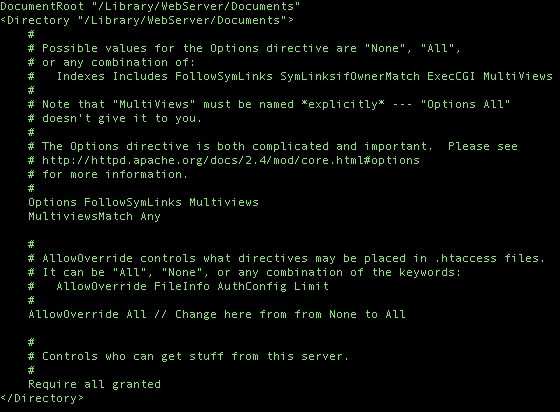 DocumentRoot "/Library/WebServer/Documents"
<Directory "/Library/WebServer/Documents">
    #
    # Possible values for the Options directive are "None", "All",
    # or any combination of:
    #   Indexes Includes FollowSymLinks SymLinksifOwnerMatch ExecCGI MultiViews
    #
    # Note that "MultiViews" must be named *explicitly* --- "Options All"
    # doesn't give it to you.
    #
    # The Options directive is both complicated and important.  Please see
    # http://httpd.apache.org/docs/2.4/mod/core.html#options
    # for more information.
    #
    Options FollowSymLinks Multiviews
    MultiviewsMatch Any

    #
    # AllowOverride controls what directives may be placed in .htaccess files.
    # It can be "All", "None", or any combination of the keywords:
    #   AllowOverride FileInfo AuthConfig Limit
    #
    AllowOverride All // Change here from from None to All

    #
    # Controls who can get stuff from this server.
    #
    Require all granted
</Directory>